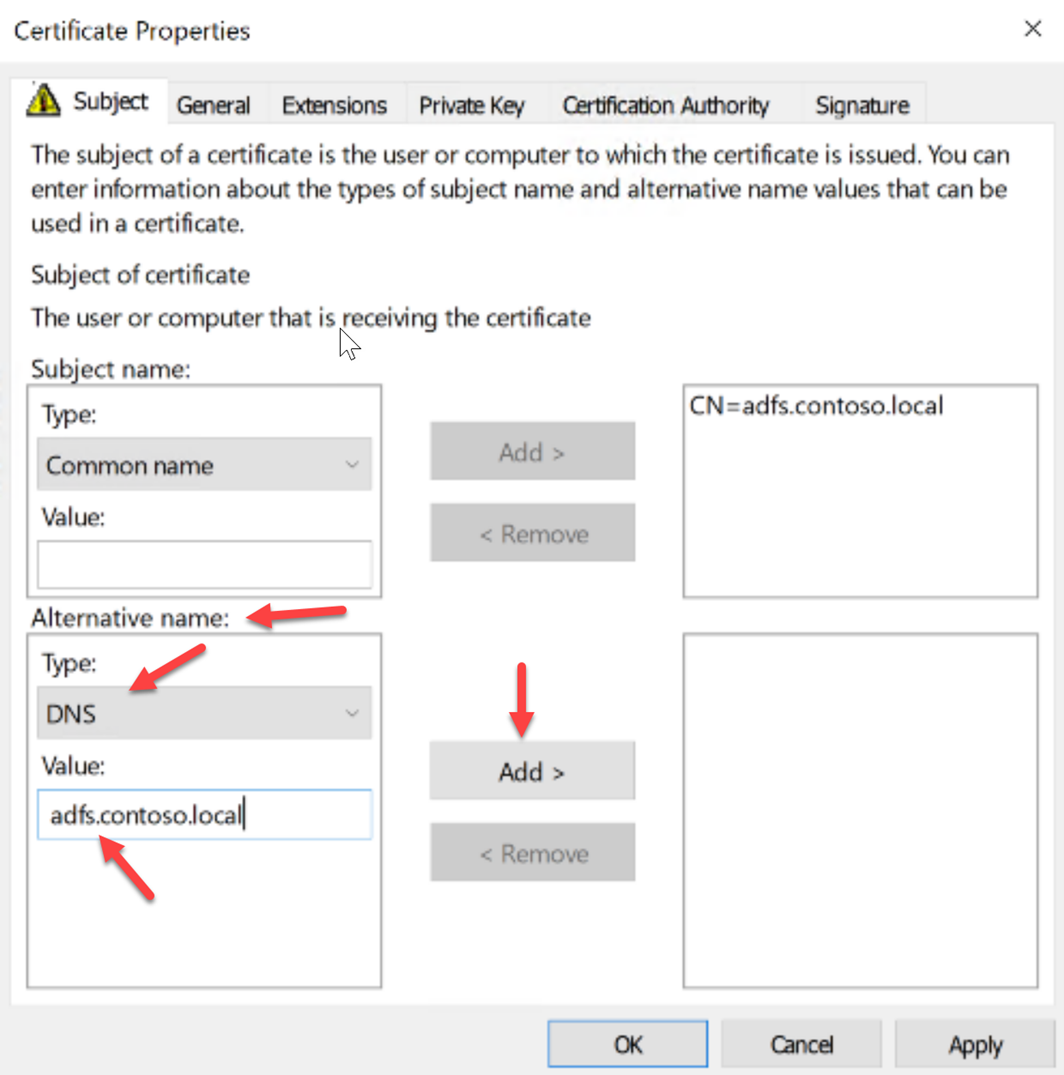 Certificate Properties
Subject General Extensions Private Key Certification Authority Signature
The subject of a certificate is the user or computer to which the certificate is issued. You can
enter information about the types of subject name and alternative name values that can be
used in a certificate.
Subject of certificate
The user or computer that is receiving the certificate
Subject name:
Type:
Common name
Value:
Add >
< Remove
CN=adfs.contoso.local
Alternative name:
Type:
DNS
Value:
adfs.contoso.local
Add >
< Remove
OK Cancel Apply